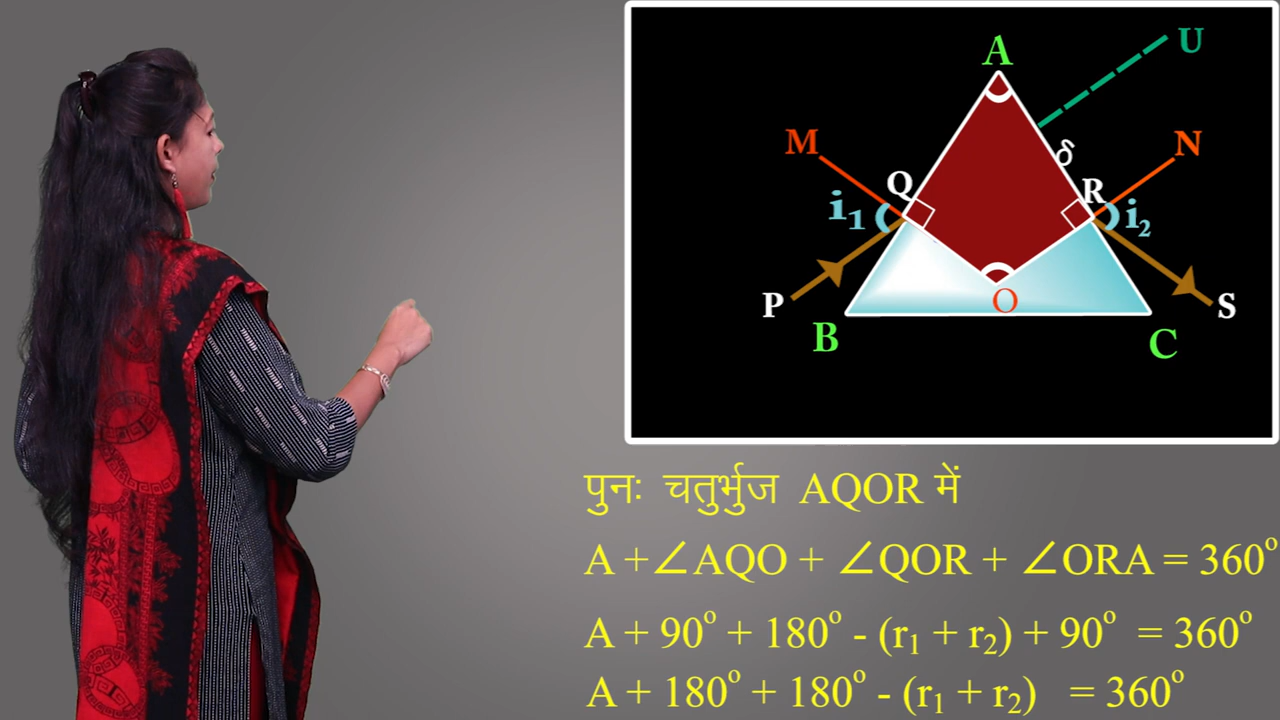 A
U
M
N
δ
Q
R
i₁
i₂
P
O
S
B
C
पुनः चतुर्भुज AQOR में
A + ∠AQO + ∠QOR + ∠ORA = 360°
A + 90° + 180° - (r₁ + r₂) + 90° = 360°
A + 180° + 180° - (r₁ + r₂) = 360°